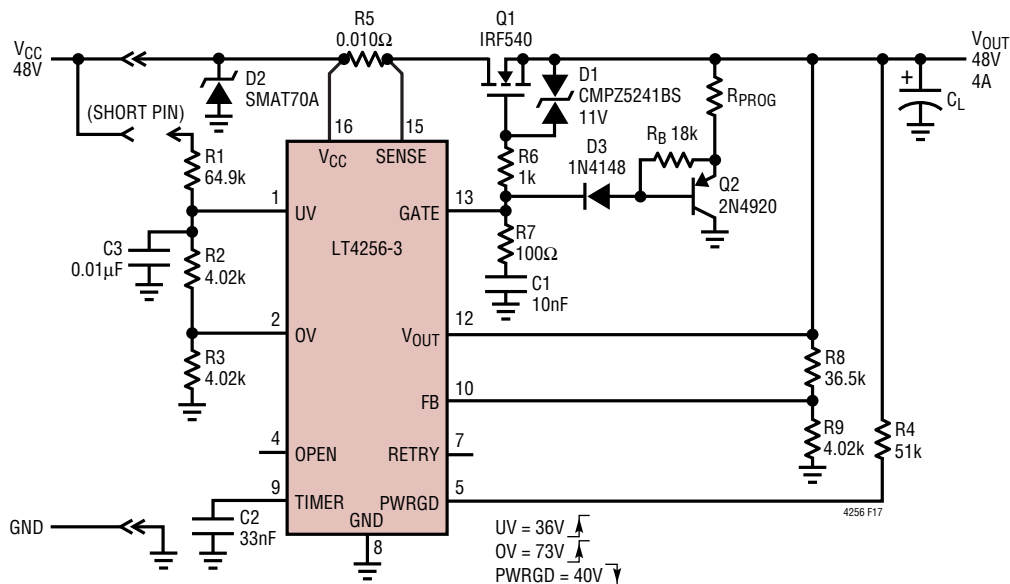 VCC
48V
(SHORT PIN)
R1
64.9k
C3
0.01µF
R2
4.02k
R3
4.02k
GND
D2
SMAT70A
R5
0.010Ω
Q1
IRF540
D1
CMPZ5241BS
11V
R6
1k
D3
1N4148
RB 18k
RPROG
Q2
2N4920
R7
100Ω
C1
10nF
VOUT
48V
4A
+
CL
16
15
VCC
SENSE
1
UV
GATE
13
LT4256-3
2
OV
VOUT
12
FB
10
4
OPEN
RETRY
7
9
TIMER
PWRGD
5
GND
8
C2
33nF
R8
36.5k
R9
4.02k
R4
51k
4256 F17
UV = 36V
OV = 73V
PWRGD = 40V